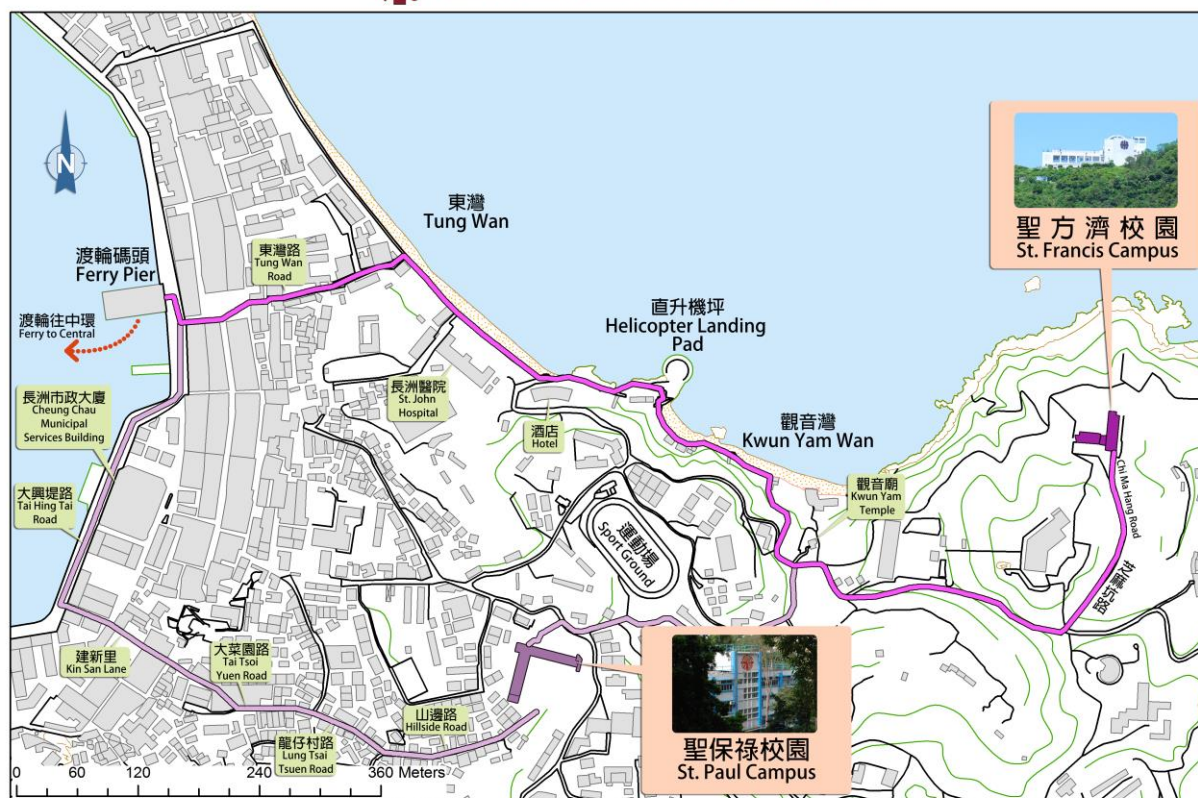 N
東灣
Tung Wan
聖方濟校園
St. Francis Campus
渡輪碼頭
Ferry Pier
東灣路
Tung Wan
Road
直升機坪
Helicopter Landing
Pad
渡輪往中環
Ferry to Central
長洲市政大廈
Cheung Chau
Municipal
Services Building
長洲醫院
St. John
Hospital
酒店
Hotel
觀音灣
Kwun Yam Wan
觀音廟
Kwun Yam
Temple
Chi Ma Hang Road
大興堤路
Tai Hing Tai
Road
運動場
Sport Ground
建新里
Kin San Lane
大菜園路
Tai Tsoi
Yuen Road
山邊路
Hillside Road
龍仔村路
Lung Tsai
Tsuen Road
聖保祿校園
St. Paul Campus
0 60 120 240 360 Meters